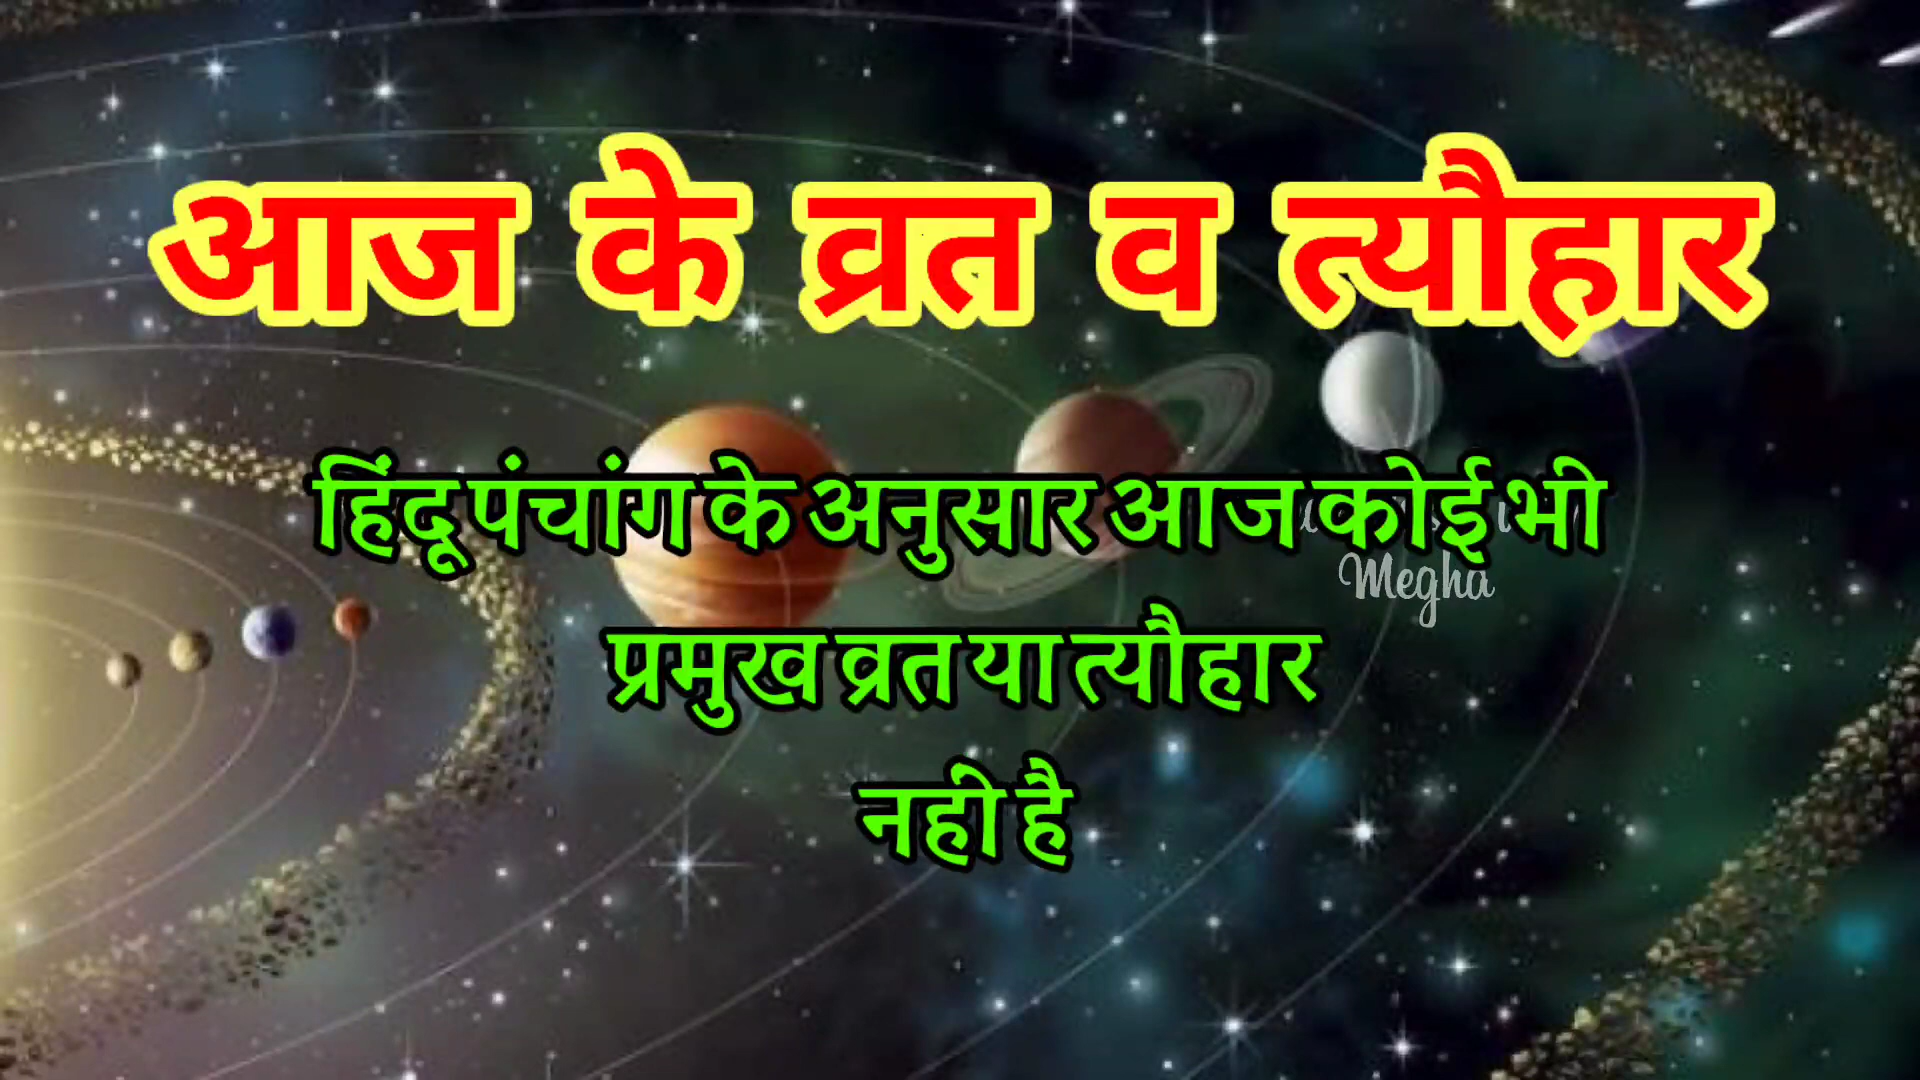 आज के व्रत व त्यौहार
हिंदू पंचांग के अनुसार आज कोई भी
Megha
प्रमुख व्रत या त्यौहार
नहीं है